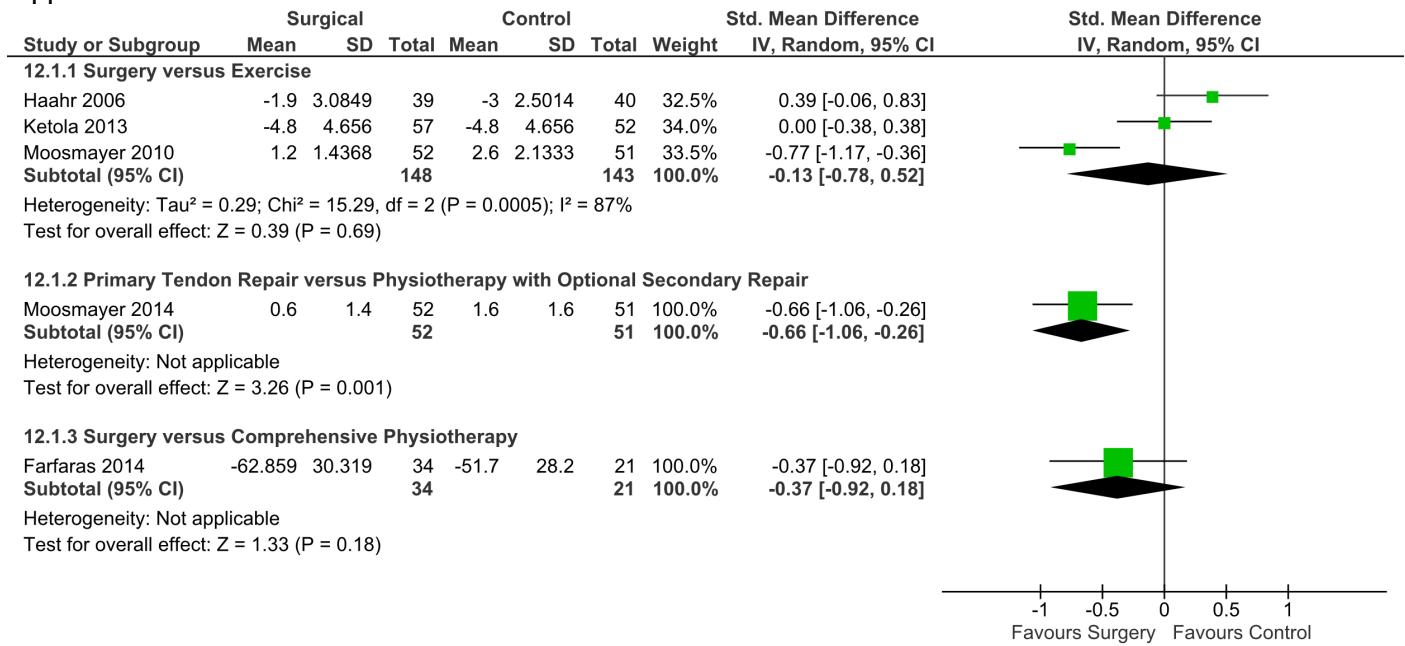 Surgical Control Std. Mean Difference Std. Mean Difference
Study or Subgroup Mean SD Total Mean SD Total Weight IV, Random, 95% CI IV, Random, 95% CI
12.1.1 Surgery versus Exercise
Haahr 2006 -1.9 3.0849 39 -3 2.5014 40 32.5% 0.39 [-0.06, 0.83]
Ketola 2013 -4.8 4.656 57 -4.8 4.656 52 34.0% 0.00 [-0.38, 0.38]
Moosmayer 2010 1.2 1.4368 52 2.6 2.1333 51 33.5% -0.77 [-1.17, -0.36]
Subtotal (95% CI) 148 143 100.0% -0.13 [-0.78, 0.52]
Heterogeneity: Tau² = 0.29; Chi² = 15.29, df = 2 (P = 0.0005); I² = 87%
Test for overall effect: Z = 0.39 (P = 0.69)
12.1.2 Primary Tendon Repair versus Physiotherapy with Optional Secondary Repair
Moosmayer 2014 0.6 1.4 52 1.6 1.6 51 100.0% -0.66 [-1.06, -0.26]
Subtotal (95% CI) 52 51 100.0% -0.66 [-1.06, -0.26]
Heterogeneity: Not applicable
Test for overall effect: Z = 3.26 (P = 0.001)
12.1.3 Surgery versus Comprehensive Physiotherapy
Farfaras 2014 -62.859 30.319 34 -51.7 28.2 21 100.0% -0.37 [-0.92, 0.18]
Subtotal (95% CI) 34 21 100.0% -0.37 [-0.92, 0.18]
Heterogeneity: Not applicable
Test for overall effect: Z = 1.33 (P = 0.18)
-1 -0.5 0 0.5 1
Favours Surgery Favours Control